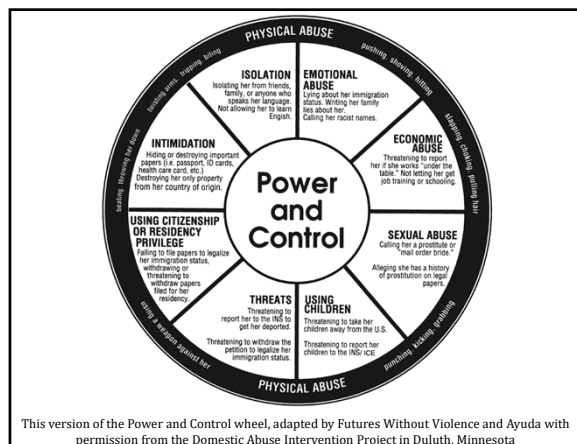 PHYSICAL ABUSE
twisting arms, tripping, biting
pushing, shoving, hitting
beating, throwing her down
slapping, choking, pulling hair
using a weapon against her
punching, kicking, grabbing
PHYSICAL ABUSE
Power
and
Control
ISOLATION
Isolating her from friends,
family, or anyone who
speaks her language.
Not allowing her to learn
Engish.
EMOTIONAL
ABUSE
Lying about her immigration
status. Writing her family
lies about her.
Calling her racist names.
INTIMIDATION
Hiding or destroying important
papers (i.e. passport, ID cards,
health care card, etc.)
Destroying her only property
from her country of origin.
ECONOMIC
ABUSE
Threatening to report
her if she works "under
the table." Not letting her get
job training or schooling.
USING CITIZENSHIP
OR RESIDENCY
PRIVILEGE
Failing to file papers to legalize
her immigration status,
withdrawing or
threatening to
withdraw papers
filed for her
residency.
SEXUAL ABUSE
Calling her a prostitute or
"mail order bride."
Alleging she has a history
of prostitution on legal
papers.
THREATS
Threatening to
report her to the INS to
get her deported.
Threatening to withdraw the
petition to legalize her
immigration status.
USING
CHILDREN
Threatening to take her
children away from the U.S.
Threatening to report her
children to the INS/ ICE
This version of the Power and Control wheel, adapted by Futures Without Violence and Ayuda with
permission from the Domestic Abuse Intervention Project in Duluth, Minnesota